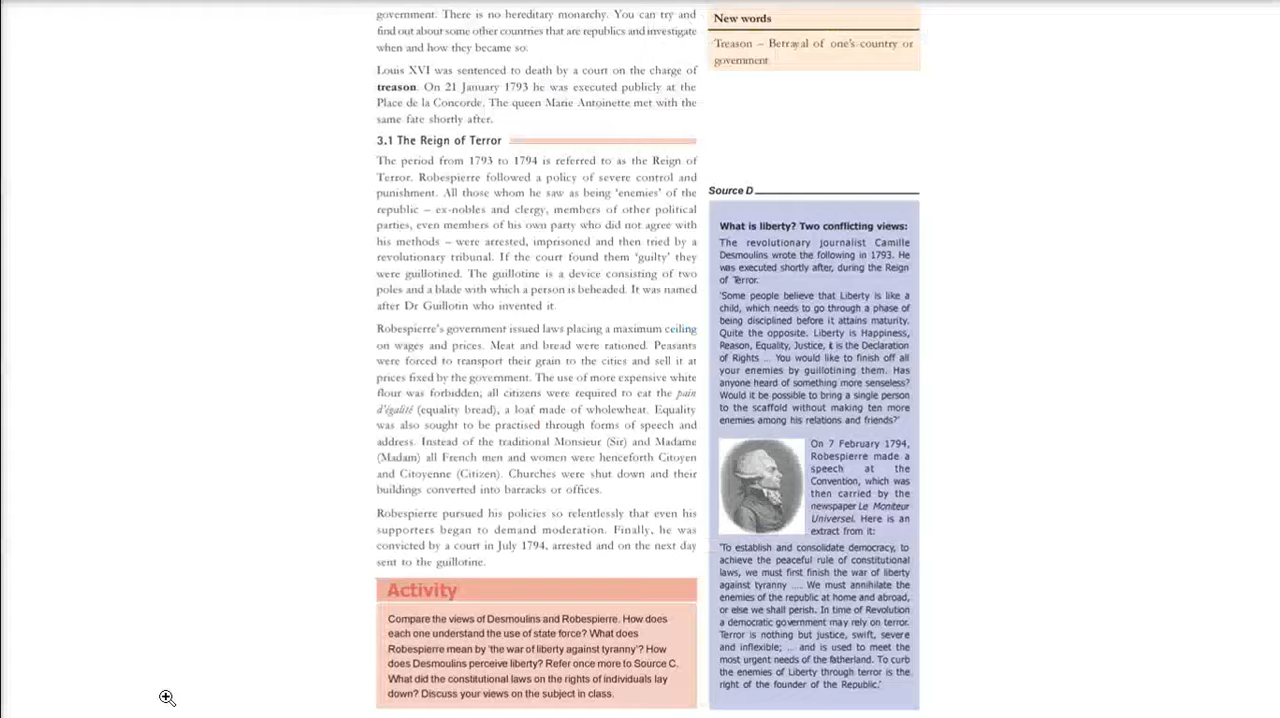 government. There is no hereditary monarchy. You can try and
find out about some other countries that are republics and investigate
when and how they became so.
Louis XVI was sentenced to death by a court on the charge of
treason. On 21 January 1793 he was executed publicly at the
Place de la Concorde. The queen Marie Antoinette met with the
same fate shortly after.
3.1 The Reign of Terror
The period from 1793 to 1794 is referred to as the Reign of
Terror. Robespierre followed a policy of severe control and
punishment. All those whom he saw as being 'enemies' of the
republic – ex-nobles and clergy, members of other political
parties, even members of his own party who did not agree with
his methods – were arrested, imprisoned and then tried by a
revolutionary tribunal. If the court found them 'guilty' they
were guillotined. The guillotine is a device consisting of two
poles and a blade with which a person is beheaded. It was named
after Dr Guillotin who invented it.
Robespierre's government issued laws placing a maximum ceiling
on wages and prices. Meat and bread were rationed. Peasants
were forced to transport their grain to the cities and sell it at
prices fixed by the government. The use of more expensive white
flour was forbidden; all citizens were required to eat the pain
d'égalité (equality bread), a loaf made of wholewheat. Equality
was also sought to be practised through forms of speech and
address. Instead of the traditional Monsieur (Sir) and Madame
(Madam) all French men and women were henceforth Citoyen
and Citoyenne (Citizen). Churches were shut down and their
buildings converted into barracks or offices.
Robespierre pursued his policies so relentlessly that even his
supporters began to demand moderation. Finally, he was
convicted by a court in July 1794, arrested and on the next day
sent to the guillotine.
Activity
Compare the views of Desmoulins and Robespierre. How does
each one understand the use of state force? What does
Robespierre mean by 'the war of liberty against tyranny'? How
does Desmoulins perceive liberty? Refer once more to Source C.
What did the constitutional laws on the rights of individuals lay
down? Discuss your views on the subject in class.
New words
Treason – Betrayal of one's country or
government
Source D
What is liberty? Two conflicting views:
The revolutionary journalist Camille
Desmoulins wrote the following in 1793. He
was executed shortly after, during the Reign
of Terror.
'Some people believe that Liberty is like a
child, which needs to go through a phase of
being disciplined before it attains maturity.
Quite the opposite. Liberty is Happiness,
Reason, Equality, Justice, it is the Declaration
of Rights … You would like to finish off all
your enemies by guillotining them. Has
anyone heard of something more senseless?
Would it be possible to bring a single person
to the scaffold without making ten more
enemies among his relations and friends?'
On 7 February 1794,
Robespierre made a
speech at the
Convention, which was
then carried by the
newspaper Le Moniteur
Universel. Here is an
extract from it:
'To establish and consolidate democracy, to
achieve the peaceful rule of constitutional
laws, we must first finish the war of liberty
against tyranny …. We must annihilate the
enemies of the republic at home and abroad,
or else we shall perish. In time of Revolution
a democratic government may rely on terror.
Terror is nothing but justice, swift, severe
and inflexible; … and is used to meet the
most urgent needs of the fatherland. To curb
the enemies of Liberty through terror is the
right of the founder of the Republic.'